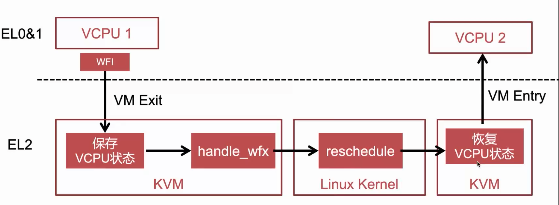 EL0&1
VCPU 1
WFI
VCPU 2
VM Exit
VM Entry
EL2
保存
VCPU状态
handle_wfx
reschedule
恢复
VCPU状态
KVM
Linux Kernel
KVM